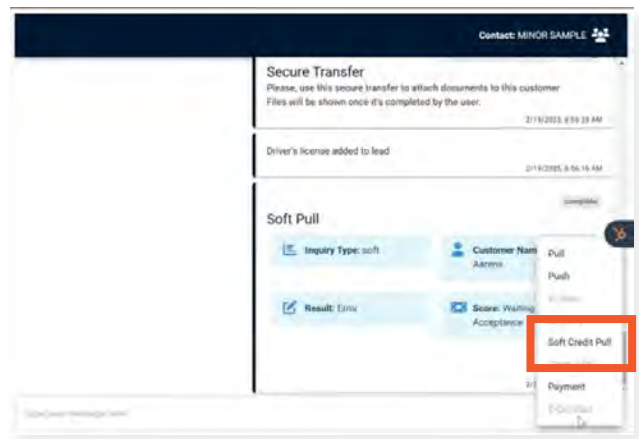 Contact: MINOR SAMPLE
Secure Transfer
Please, use this secure transfer to attach documents to this customer
Files will be shown once it's completed by the user.
Driver's license added to lead
complete
Soft Pull
Inquiry Type: soft
Customer Nam
Aarons
Result: Error
Score: Waiting
Acceptance
Pull
Push
Soft Credit Pull
Payment